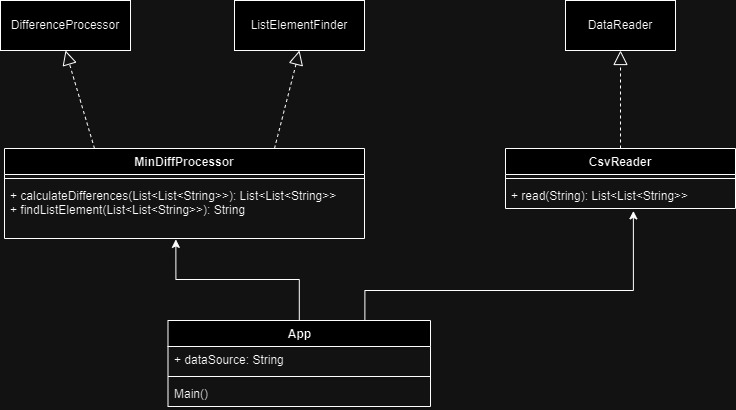 DifferenceProcessor
ListElementFinder
DataReader
MinDiffProcessor
+ calculateDifferences(List<List<String>>): List<List<String>>
+ findListElement(List<List<String>>): String
CsvReader
+ read(String): List<List<String>>
App
+ dataSource: String
Main()